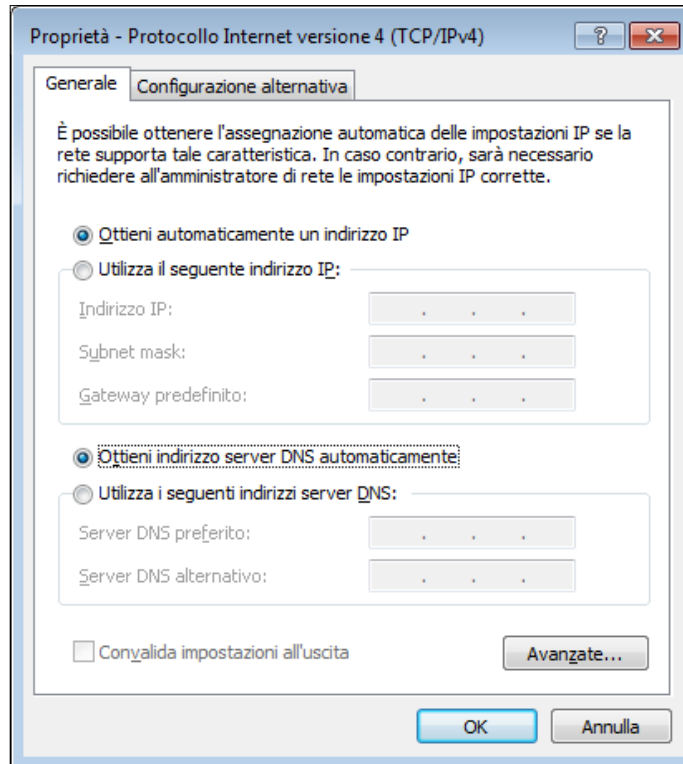 Proprietà - Protocollo Internet versione 4 (TCP/IPv4)
Generale
Configurazione alternativa
È possibile ottenere l'assegnazione automatica delle impostazioni IP se la
rete supporta tale caratteristica. In caso contrario, sarà necessario
richiedere all'amministratore di rete le impostazioni IP corrette.
Ottieni automaticamente un indirizzo IP
Utilizza il seguente indirizzo IP:
Indirizzo IP:
Subnet mask:
Gateway predefinito:
Ottieni indirizzo server DNS automaticamente
Utilizza i seguenti indirizzi server DNS:
Server DNS preferito:
Server DNS alternativo:
Convalida impostazioni all'uscita
Avanzate...
OK
Annulla